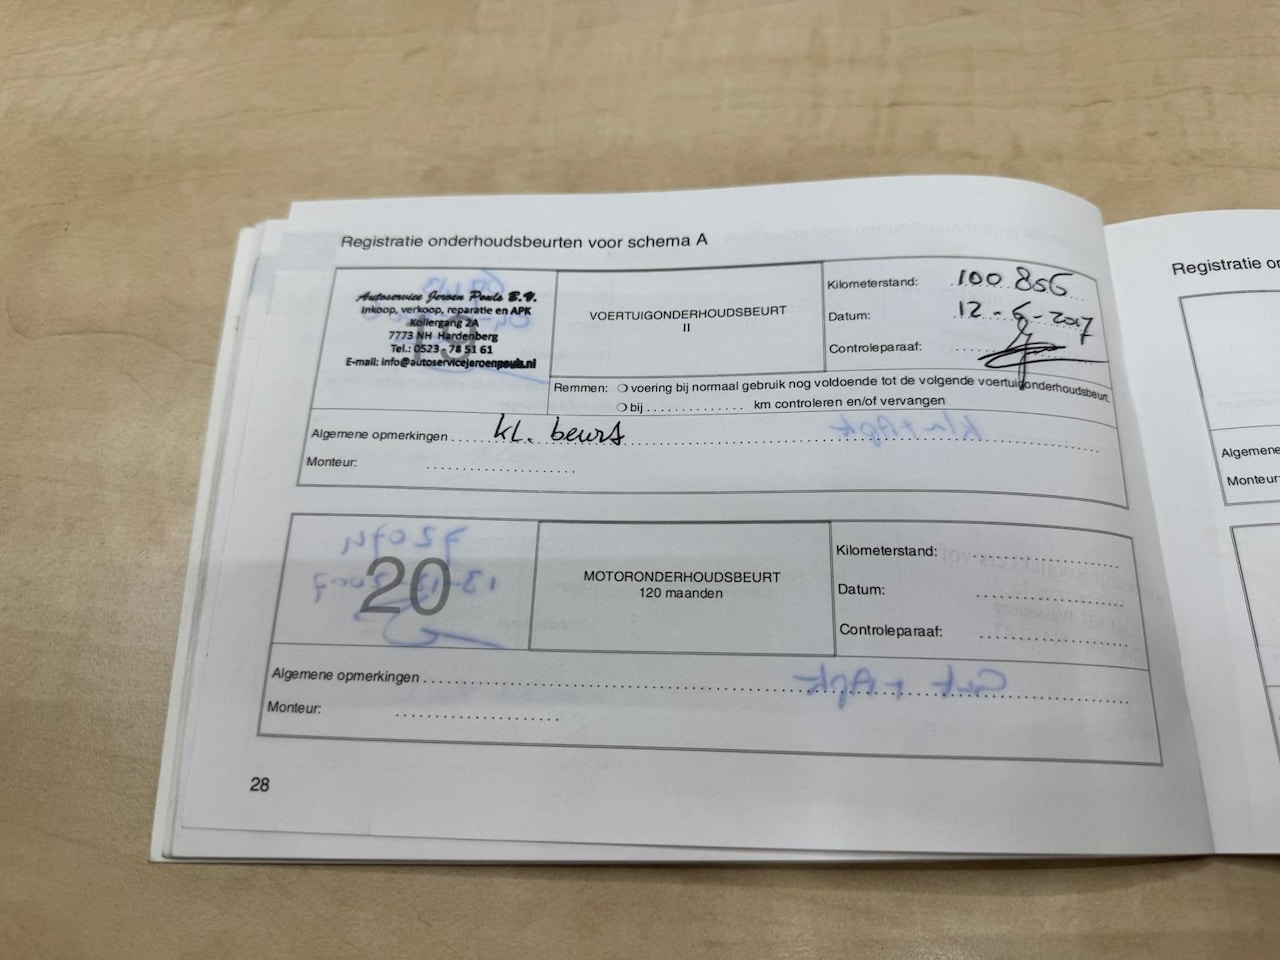 Registratie onderhoudsbeurten voor schema A
Autoservice Jeroen Pouls B.V.
Inkoop, verkoop, reparatie en APK
Kollergang 2A
7773 NH Hardenberg
Tel.: 0523 - 78 51 61
E-mail: info@autoservicejeroenpouls.nl
VOERTUIGONDERHOUDSBEURT
II
Kilometerstand: 100 856
Datum: 12-6-2017
Controleparaaf:
Remmen: ❍ voering bij normaal gebruik nog voldoende tot de volgende voertuigonderhoudsbeurt.
❍ bij .............. km controleren en/of vervangen
Algemene opmerkingen kl. beurt
Monteur:
20
MOTORONDERHOUDSBEURT
120 maanden
Kilometerstand:
Datum:
Controleparaaf:
Algemene opmerkingen
Monteur:
28
Registratie
Algemene
Monteur: